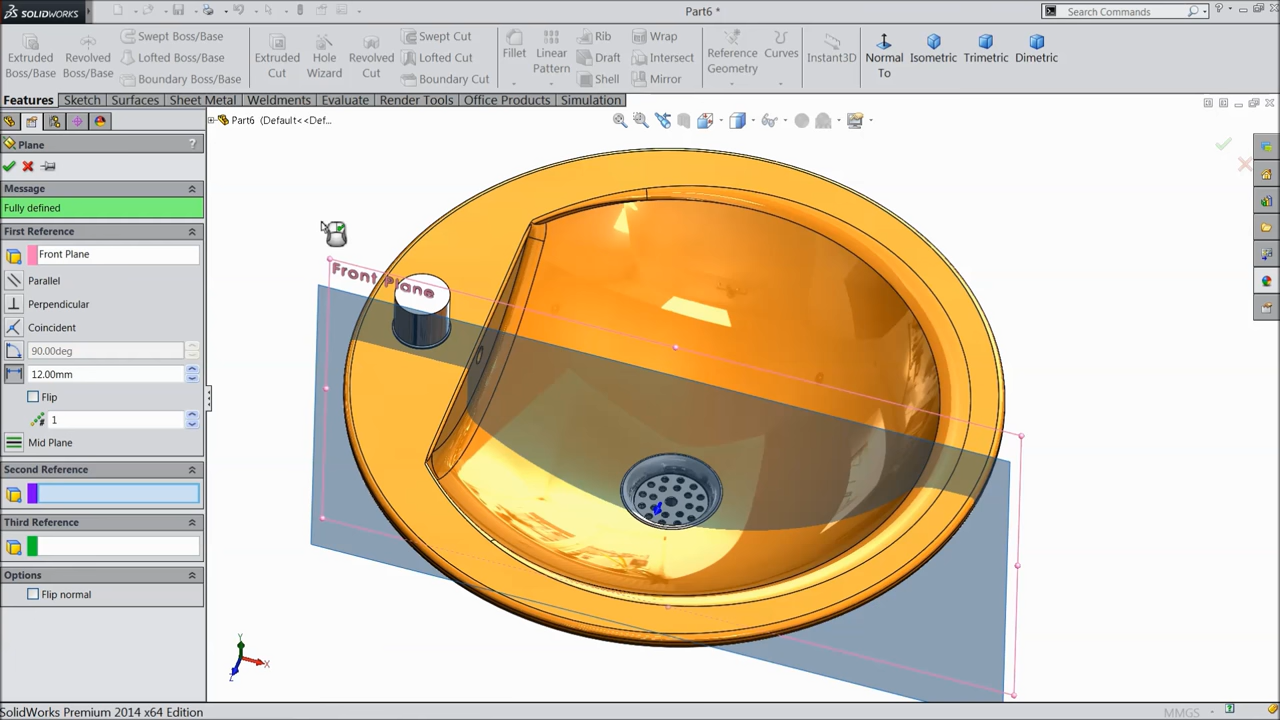 SOLIDWORKS
Part6 *
Search Commands
Extruded Boss/Base
Revolved Boss/Base
Swept Boss/Base
Lofted Boss/Base
Boundary Boss/Base
Extruded Cut
Hole Wizard
Revolved Cut
Swept Cut
Lofted Cut
Boundary Cut
Fillet
Linear Pattern
Rib
Draft
Shell
Wrap
Intersect
Mirror
Reference Geometry
Curves
Instant3D
Normal To
Isometric
Trimetric
Dimetric
Features
Sketch
Surfaces
Sheet Metal
Weldments
Evaluate
Render Tools
Office Products
Simulation
Part6 (Default<<Def...
Plane
?
Message
Fully defined
First Reference
Front Plane
Parallel
Perpendicular
Coincident
90.00deg
12.00mm
Flip
1
Mid Plane
Second Reference
Third Reference
Options
Flip normal
Front Plane
Y
X
Z
SolidWorks Premium 2014 x64 Edition
MMGS